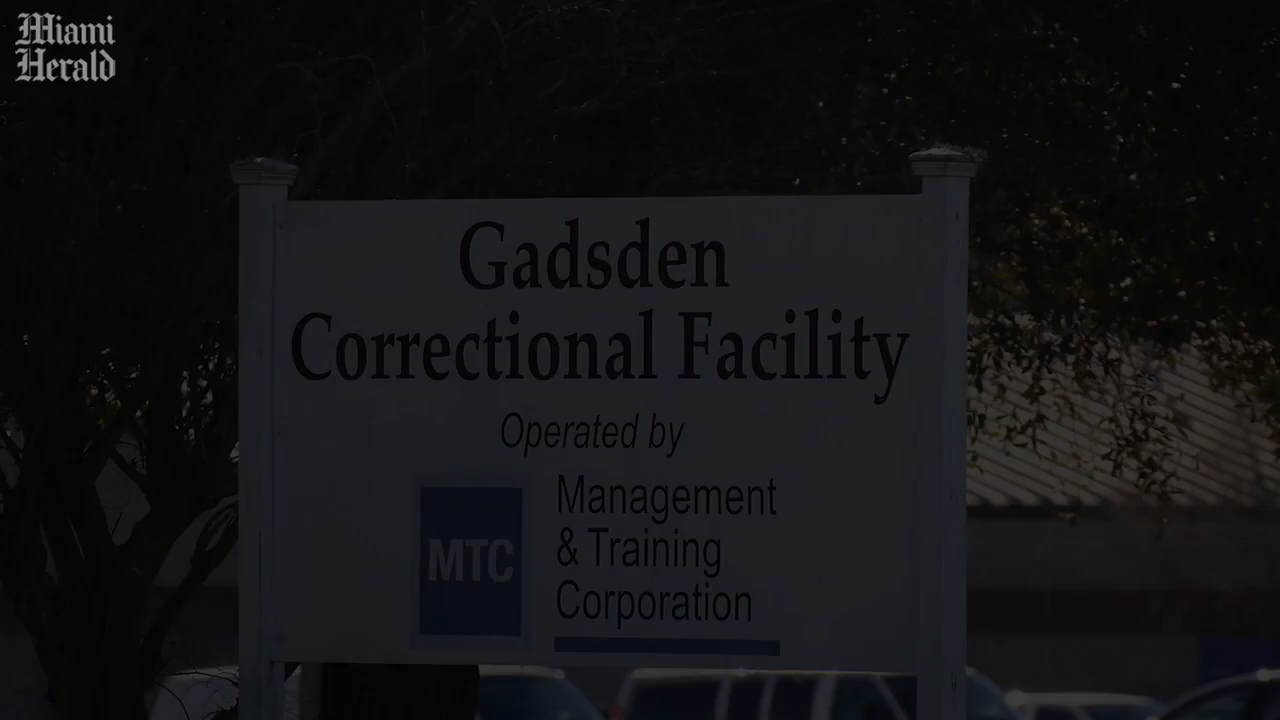 Miami
Herald
Gadsden
Correctional Facility
Operated by
MTC
Management
& Training
Corporation